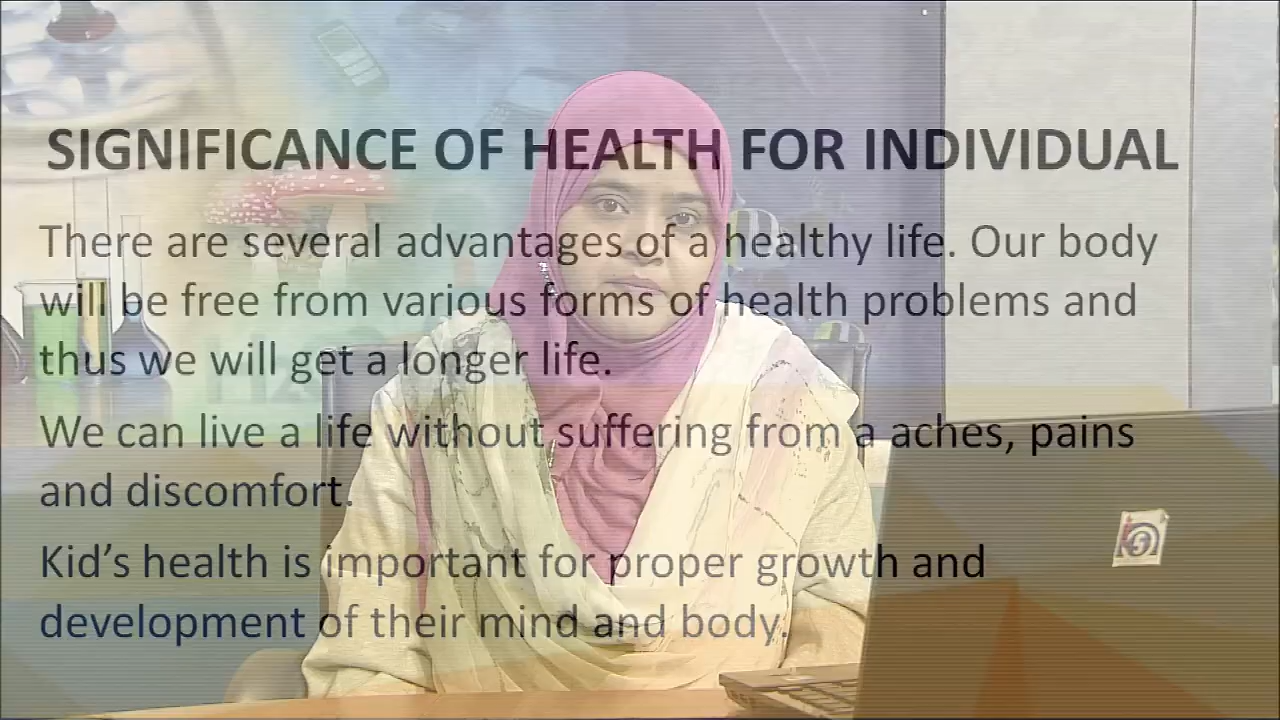 SIGNIFICANCE OF HEALTH FOR INDIVIDUAL
There are several advantages of a healthy life. Our body
will be free from various forms of health problems and
thus we will get a longer life.
We can live a life without suffering from a aches, pains
and discomfort.
Kid’s health is important for proper growth and
development of their mind and body.